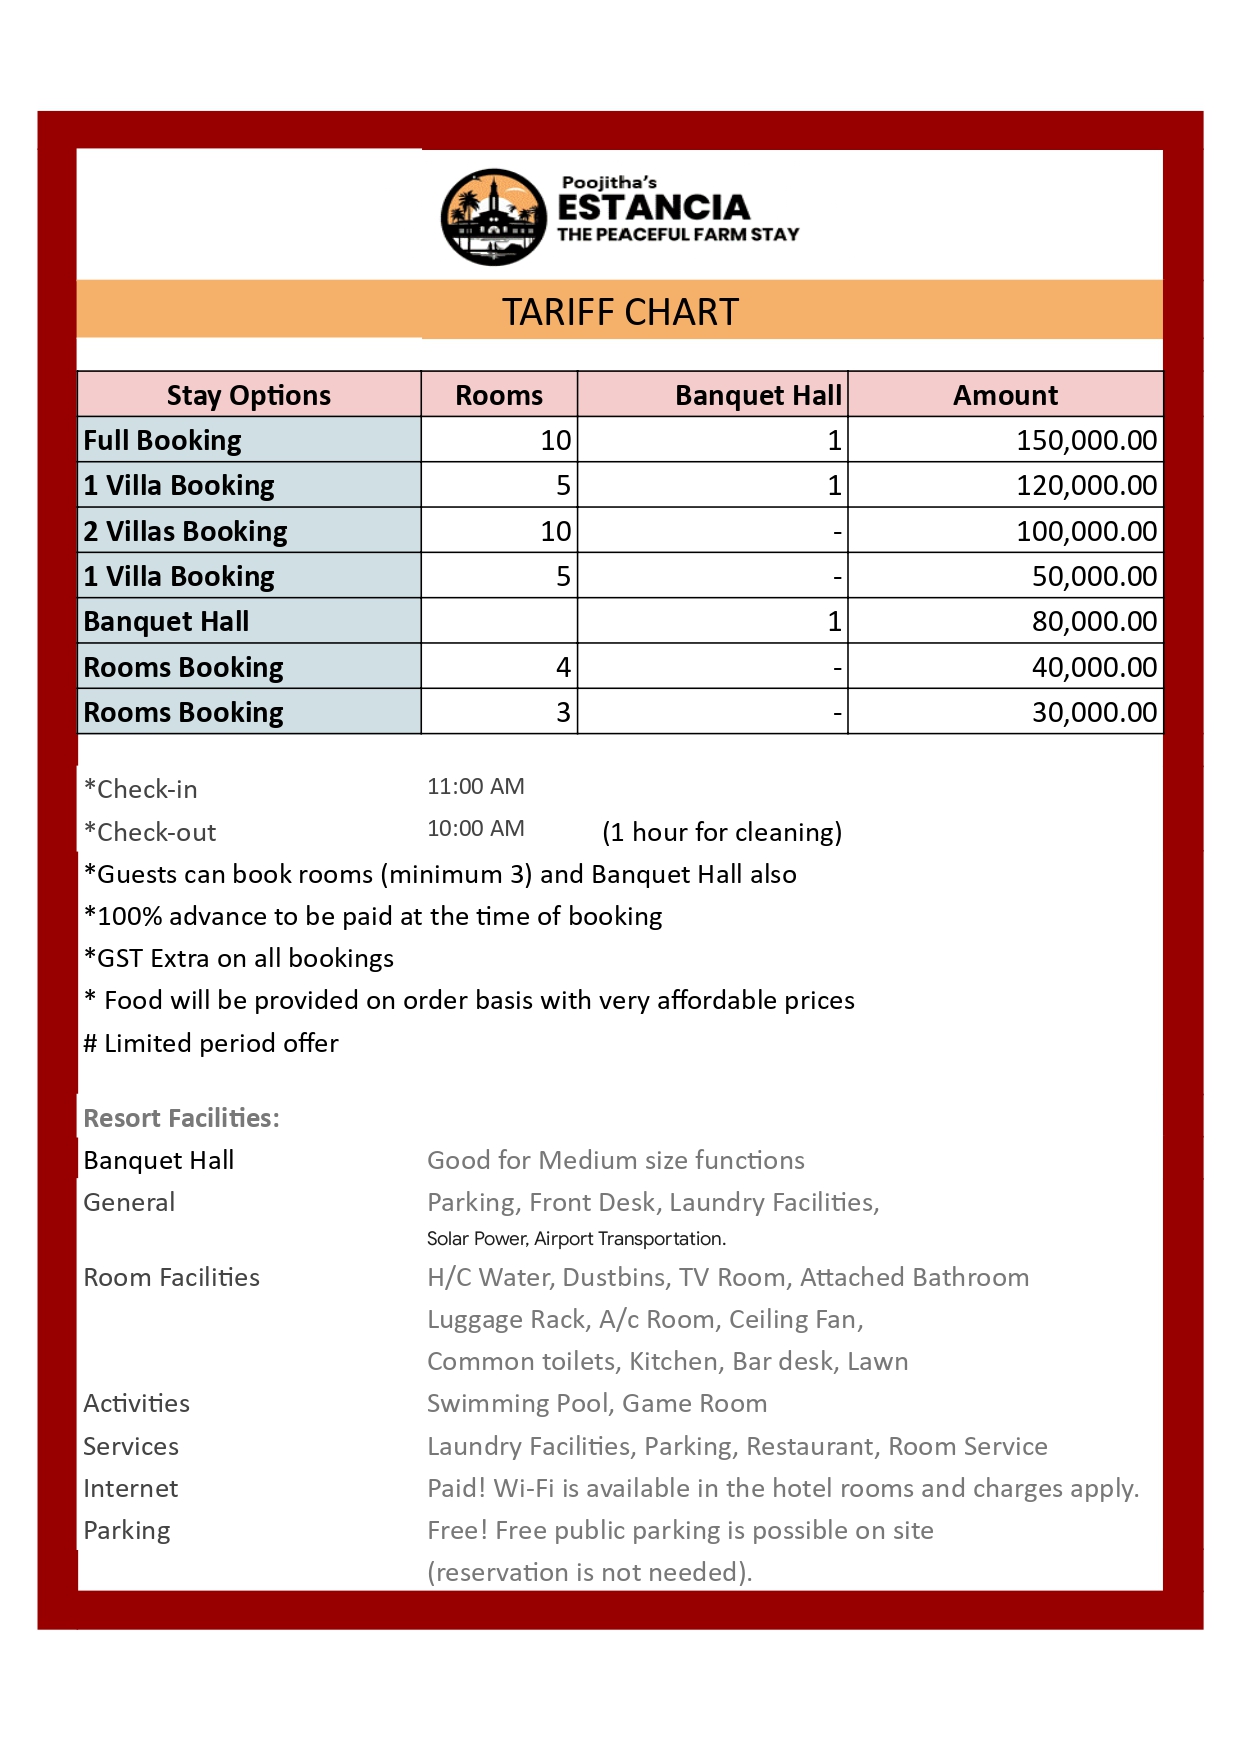 Poojitha's
ESTANCIA
THE PEACEFUL FARM STAY
TARIFF CHART
Stay Options Rooms Banquet Hall Amount
Full Booking 10 1 150,000.00
1 Villa Booking 5 1 120,000.00
2 Villas Booking 10 - 100,000.00
1 Villa Booking 5 - 50,000.00
Banquet Hall 1 80,000.00
Rooms Booking 4 - 40,000.00
Rooms Booking 3 - 30,000.00
*Check-in 11:00 AM
*Check-out 10:00 AM (1 hour for cleaning)
*Guests can book rooms (minimum 3) and Banquet Hall also
*100% advance to be paid at the time of booking
*GST Extra on all bookings
* Food will be provided on order basis with very affordable prices
# Limited period offer
Resort Facilities:
Banquet Hall Good for Medium size functions
General Parking, Front Desk, Laundry Facilities,
Solar Power, Airport Transportation.
Room Facilities H/C Water, Dustbins, TV Room, Attached Bathroom
Luggage Rack, A/c Room, Ceiling Fan,
Common toilets, Kitchen, Bar desk, Lawn
Activities Swimming Pool, Game Room
Services Laundry Facilities, Parking, Restaurant, Room Service
Internet Paid! Wi-Fi is available in the hotel rooms and charges apply.
Parking Free! Free public parking is possible on site
(reservation is not needed).